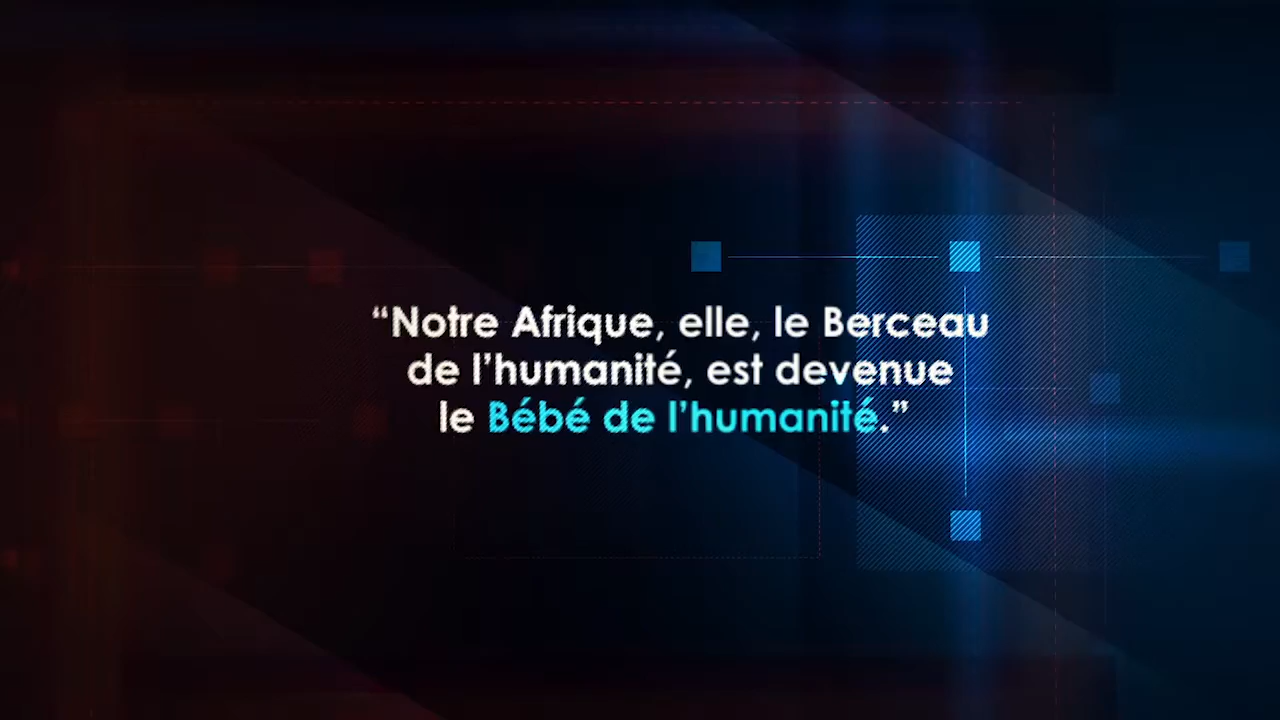 “Notre Afrique, elle, le Berceau
de l’humanité, est devenue
le Bébé de l’humanité.”